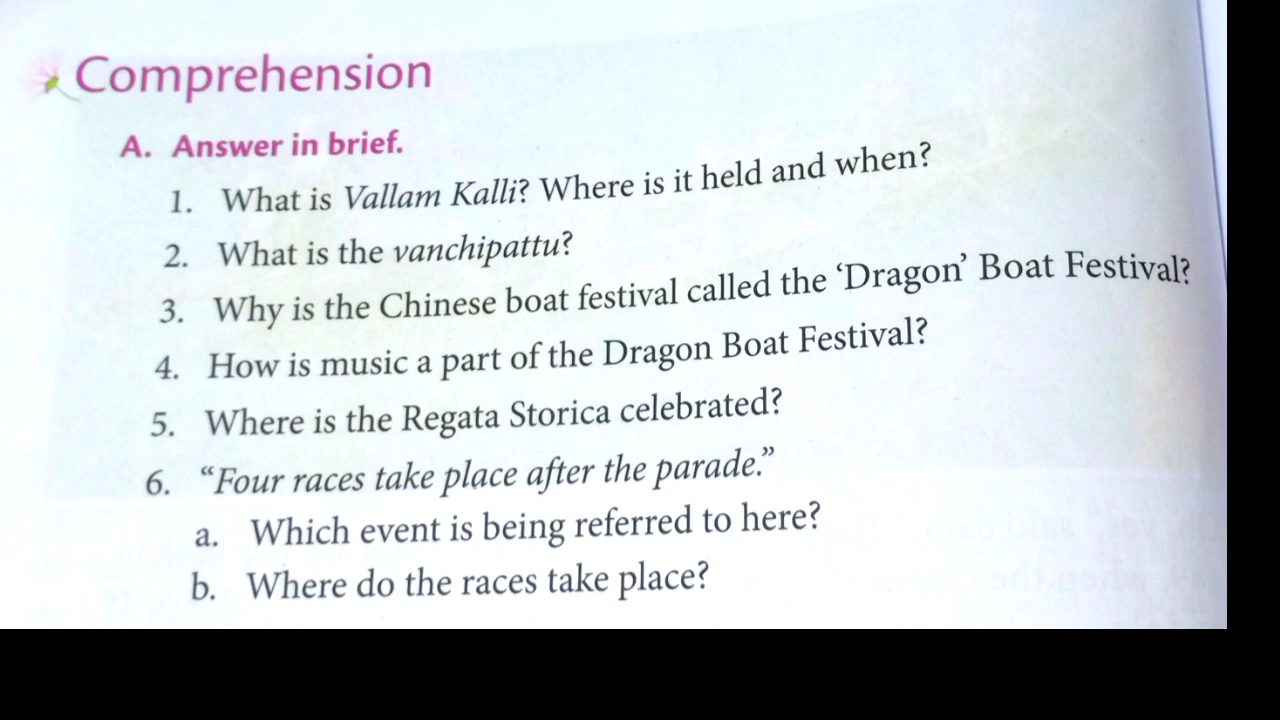 Comprehension
A. Answer in brief.
1. What is Vallam Kalli? Where is it held and when?
2. What is the vanchipattu?
3. Why is the Chinese boat festival called the ‘Dragon’ Boat Festival?
4. How is music a part of the Dragon Boat Festival?
5. Where is the Regata Storica celebrated?
6. “Four races take place after the parade.”
a. Which event is being referred to here?
b. Where do the races take place?